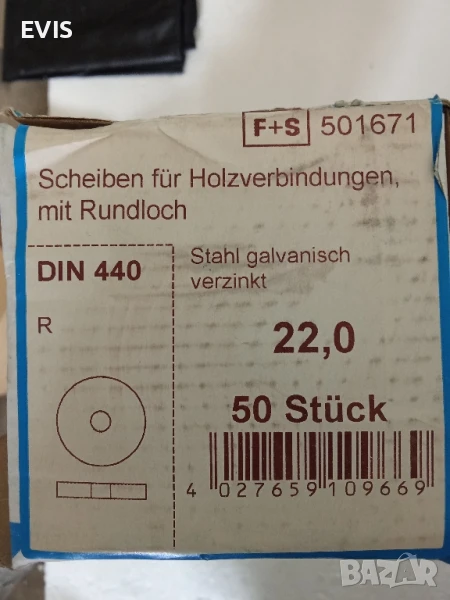 EVIS
F+S 501671
Scheiben für Holzverbindungen,
mit Rundloch
DIN 440
Stahl galvanisch
verzinkt
R
22,0
50 Stück
4 027659 109669
BAZAR